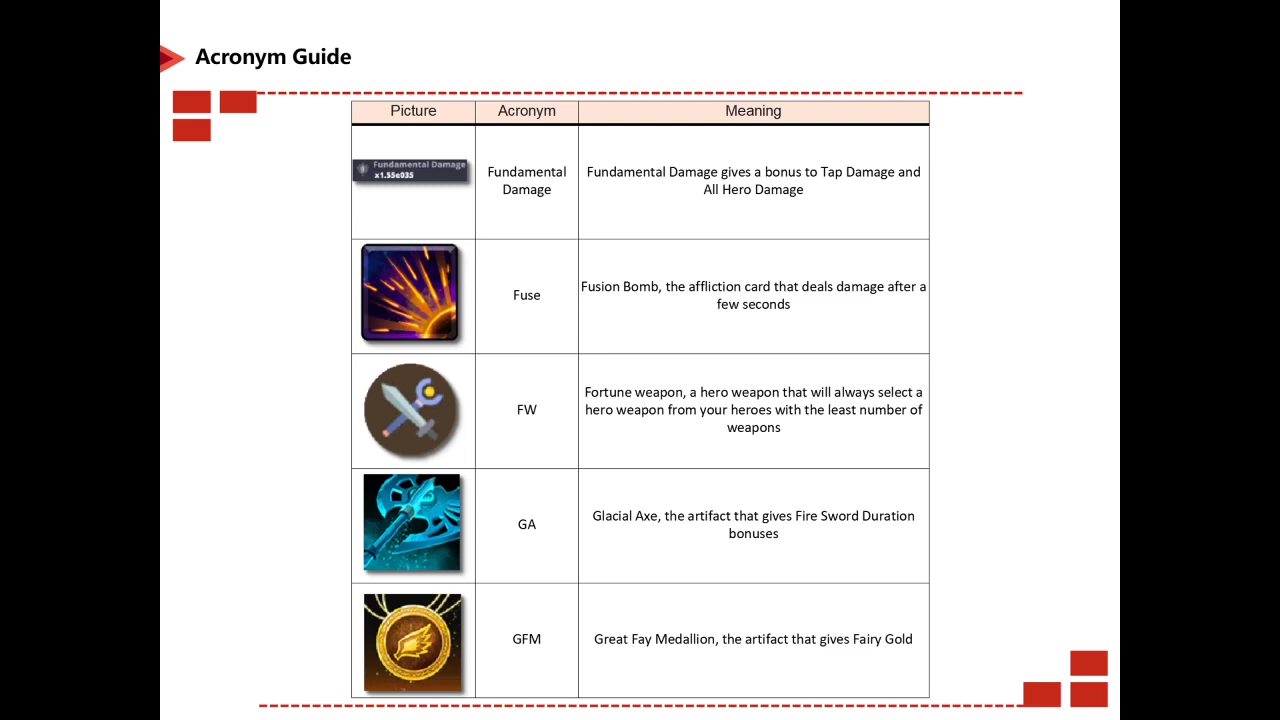 Acronym Guide
Picture Acronym Meaning
Fundamental Damage
x1.55e035
Fundamental
Damage
Fundamental Damage gives a bonus to Tap Damage and
All Hero Damage
Fuse
Fusion Bomb, the affliction card that deals damage after a
few seconds
FW
Fortune weapon, a hero weapon that will always select a
hero weapon from your heroes with the least number of
weapons
GA
Glacial Axe, the artifact that gives Fire Sword Duration
bonuses
GFM
Great Fay Medallion, the artifact that gives Fairy Gold